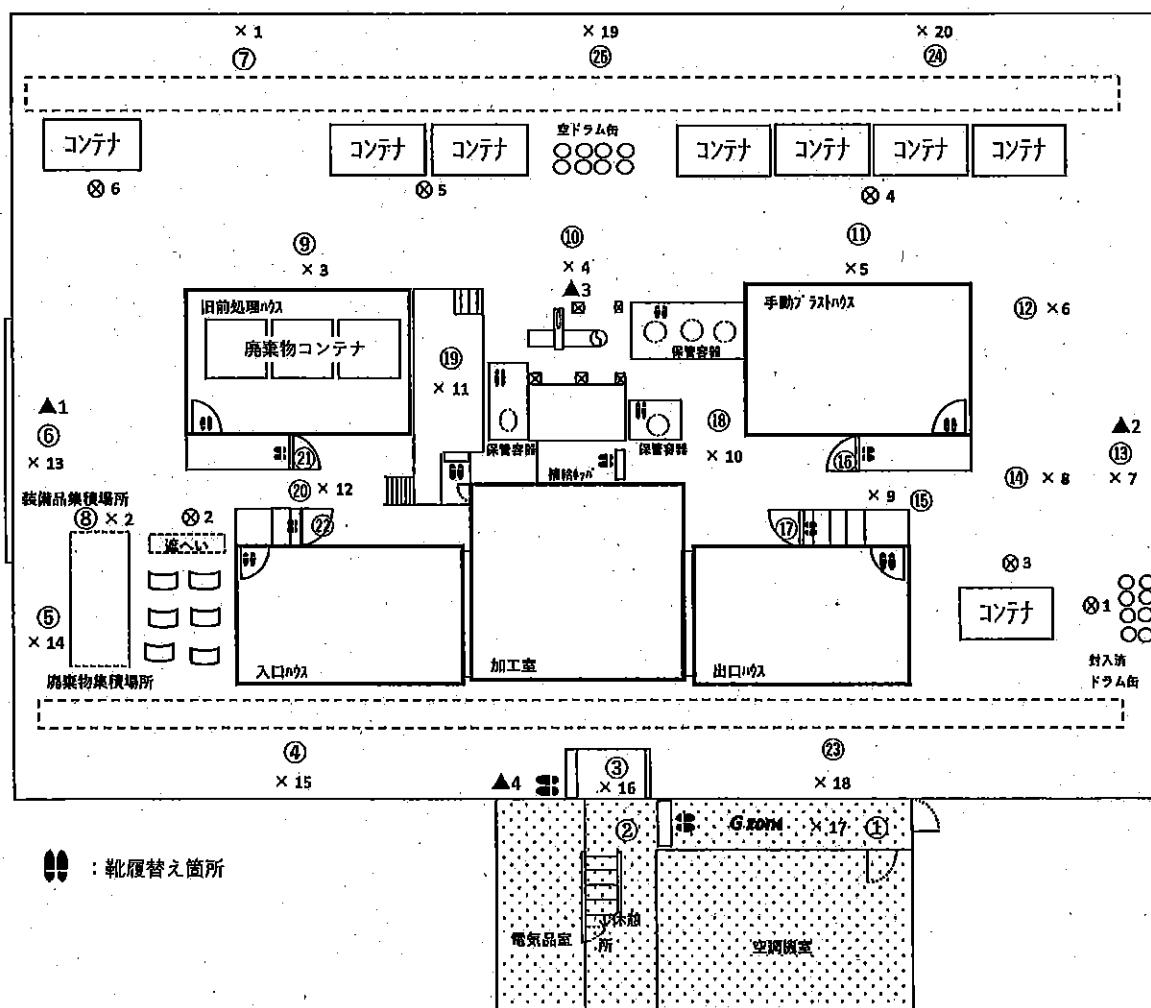 × 1
× 19
× 20
⑦
㉕
㉔
コンテナ
コンテナ
コンテナ
空ドラム缶
コンテナ
コンテナ
コンテナ
コンテナ
⊗ 6
⊗ 5
⊗ 4
⑨
⑩
⑪
× 3
× 4
× 5
▲3
旧前処理ハウス
手動ブラストハウス
⑫ × 6
廃棄物コンテナ
保管容器
⑲
× 11
▲1
⑱
▲2
⑥
保管容器
保管容器
⑬
× 13
㉑
× 10
⑯
⑭ × 8
× 7
装備品集積場所
⑳ × 12
× 9
⑮
⑧ × 2
⊗ 2
㉒
⑰
遮へい
⊗ 3
⑤
コンテナ
⊗ 1
× 14
廃棄物集積場所
入口ハウス
加工室
出口ハウス
封入済
ドラム缶
④
㉓
× 15
▲4
③
× 16
× 18
②
G zone
× 17
①
：靴履替え箇所
電気品室
所
空調機室